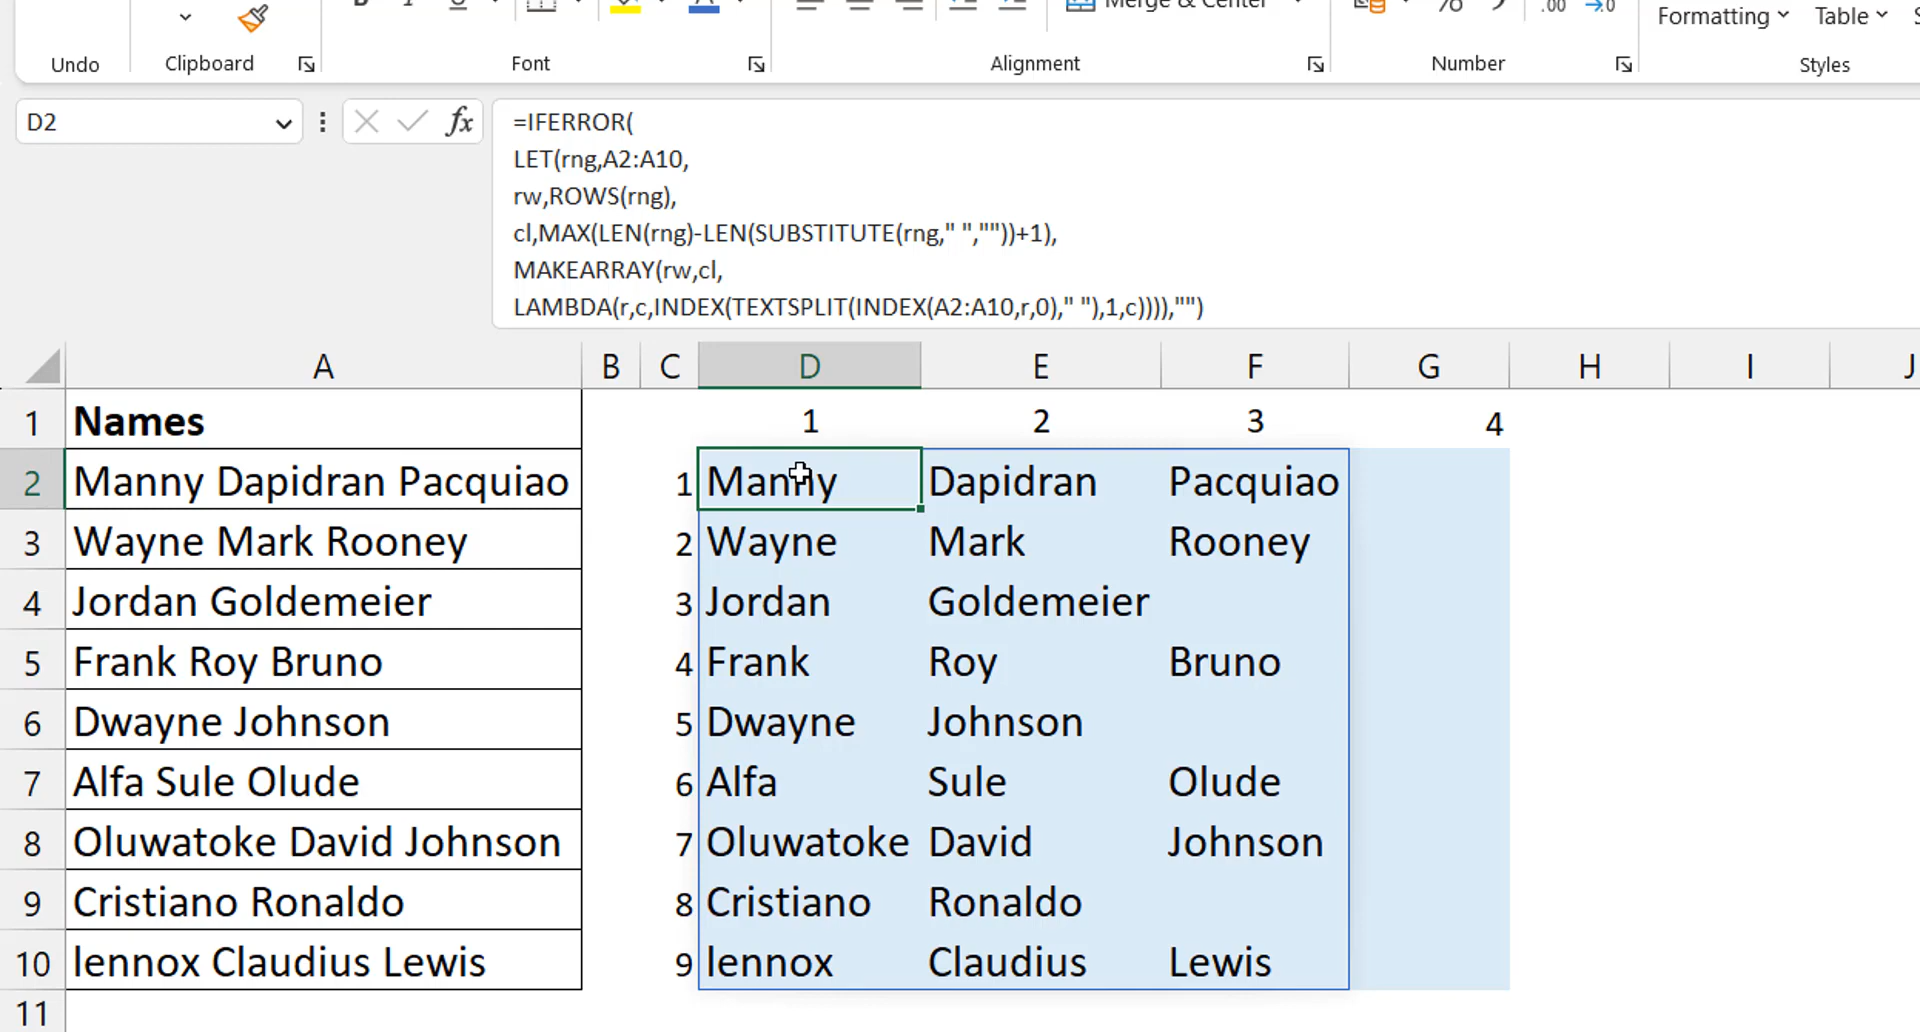 Merge & Center
.00
Formatting
Table
Undo
Clipboard
Font
Alignment
Number
Styles
D2
fx
=IFERROR(
LET(rng,A2:A10,
rw,ROWS(rng),
cl,MAX(LEN(rng)-LEN(SUBSTITUTE(rng," ",""))+1),
MAKEARRAY(rw,cl,
LAMBDA(r,c,INDEX(TEXTSPLIT(INDEX(A2:A10,r,0)," "),1,c)))),"")
A B C D E F G H I J
1 Names 1 2 3 4
2 Manny Dapidran Pacquiao 1 Manny Dapidran Pacquiao
3 Wayne Mark Rooney 2 Wayne Mark Rooney
4 Jordan Goldemeier 3 Jordan Goldemeier
5 Frank Roy Bruno 4 Frank Roy Bruno
6 Dwayne Johnson 5 Dwayne Johnson
7 Alfa Sule Olude 6 Alfa Sule Olude
8 Oluwatoke David Johnson 7 Oluwatoke David Johnson
9 Cristiano Ronaldo 8 Cristiano Ronaldo
10 lennox Claudius Lewis 9 lennox Claudius Lewis
11